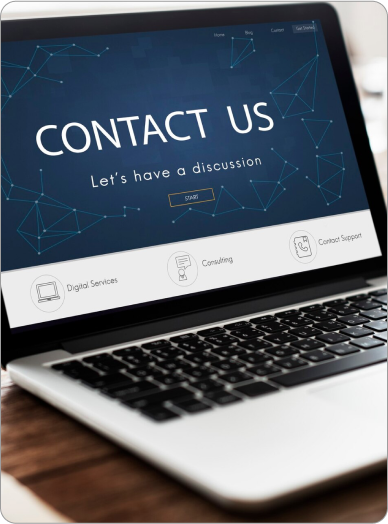 Home Blog Contact Get Started
CONTACT US
Let's have a discussion
START
Digital Services
Consulting
Contact Support